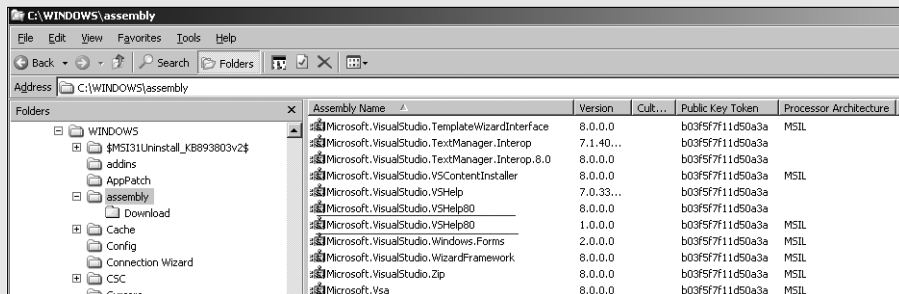 C:\WINDOWS\assembly
File Edit View Favorites Tools Help
Back Search Folders
Address C:\WINDOWS\assembly
Folders
WINDOWS
$MSI31Uninstall_KB893803v2$
addins
AppPatch
assembly
Download
Cache
Config
Connection Wizard
CSC
Assembly Name Version Cult... Public Key Token Processor Architecture
Microsoft.VisualStudio.TemplateWizardInterface 8.0.0.0 b03f5f7f11d50a3a MSIL
Microsoft.VisualStudio.TextManager.Interop 7.1.40... b03f5f7f11d50a3a
Microsoft.VisualStudio.TextManager.Interop.8.0 8.0.0.0 b03f5f7f11d50a3a
Microsoft.VisualStudio.VSContentInstaller 8.0.0.0 b03f5f7f11d50a3a MSIL
Microsoft.VisualStudio.VSHelp 7.0.33... b03f5f7f11d50a3a
Microsoft.VisualStudio.VSHelp80 8.0.0.0 b03f5f7f11d50a3a
Microsoft.VisualStudio.VSHelp80 1.0.0.0 b03f5f7f11d50a3a MSIL
Microsoft.VisualStudio.Windows.Forms 2.0.0.0 b03f5f7f11d50a3a MSIL
Microsoft.VisualStudio.WizardFramework 8.0.0.0 b03f5f7f11d50a3a MSIL
Microsoft.VisualStudio.Zip 8.0.0.0 b03f5f7f11d50a3a MSIL
Microsoft.Vsa 8.0.0.0 b03f5f7f11d50a3a MSIL